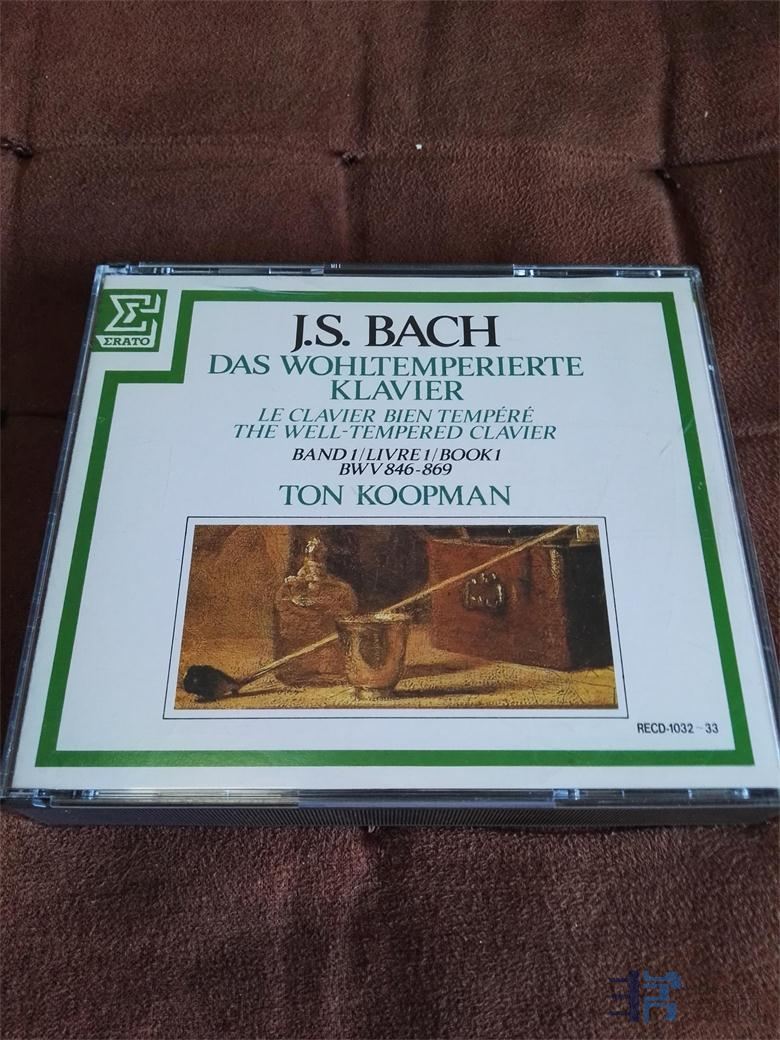 ERATO
J.S. BACH
DAS WOHLTEMPERIERTE
KLAVIER
LE CLAVIER BIEN TEMPÉRÉ
THE WELL-TEMPERED CLAVIER
BAND 1/LIVRE 1/BOOK 1
BWV 846-869
TON KOOPMAN
RECD-1032~33